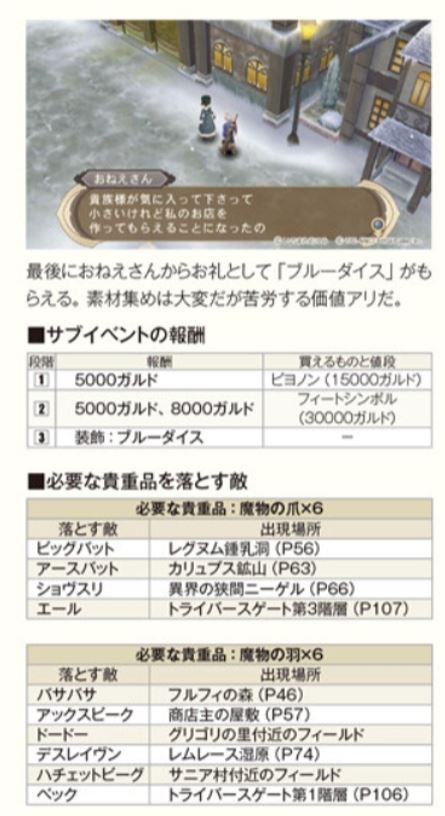 おねえさん
貴族様が気に入って下さって
小さいけれど私のお店を
作ってもらえることになったの
最後におねえさんからお礼として「ブルーダイス」がも
らえる。素材集めは大変だが苦労する価値アリだ。
■サブイベントの報酬
段階 報酬 買えるものと値段
1 5000ガルド ピヨノン（15000ガルド）
2 5000ガルド、8000ガルド フィートシンボル
（30000ガルド）
3 装飾：ブルーダイス －
■必要な貴重品を落とす敵
必要な貴重品：魔物の爪×6
落とす敵 出現場所
ビッグバット レグヌム鍾乳洞（P56）
アースバット カリュプス鉱山（P63）
ショヴスリ 異界の狭間ニーゲル（P66）
エール トライバースゲート第3階層（P107）
必要な貴重品：魔物の羽×6
落とす敵 出現場所
バサバサ フルフィの森（P46）
アックスビーク 商店主の屋敷（P57）
ドードー グリゴリの里付近のフィールド
デスレイヴン レムレース湿原（P74）
ハチェットビーグ サニア村付近のフィールド
ベック トライバースゲート第1階層（P106）